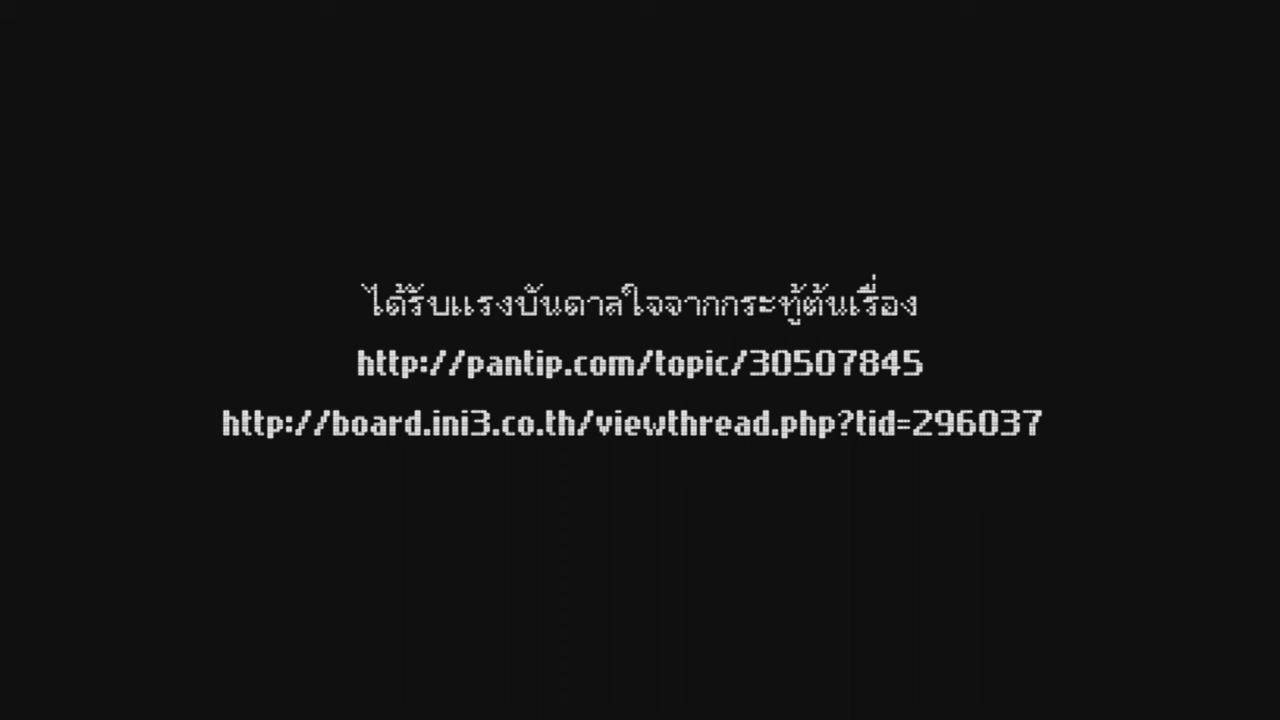 ได้รับแรงบันดาลใจจากกระทู้ต้นเรื่อง
http://pantip.com/topic/30507845
http://board.ini3.co.th/viewthread.php?tid=296037